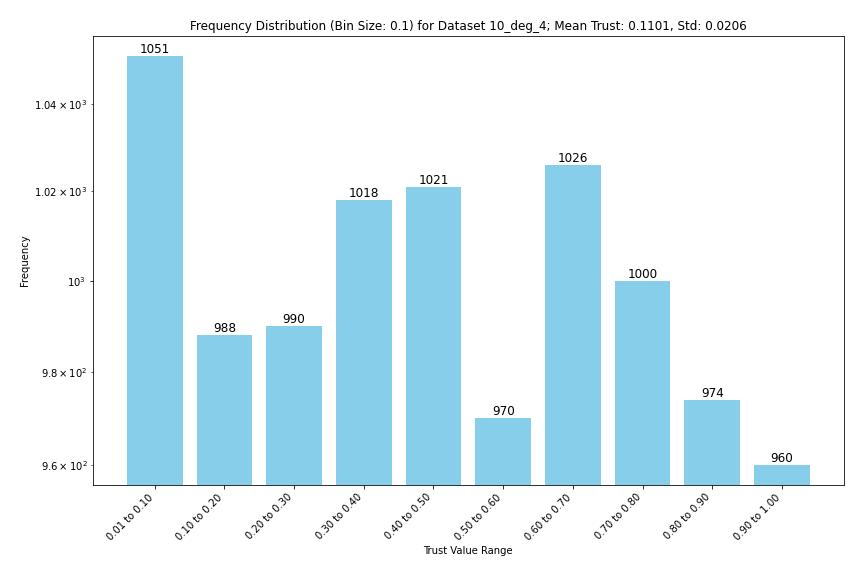 Frequency Distribution (Bin Size: 0.1) for Dataset 10_deg_4; Mean Trust: 0.1101, Std: 0.0206
1051
1.04 × 10³
1026
1021
1018
1.02 × 10³
1000
10³
990
988
974
9.8 × 10²
970
960
9.6 × 10²
Frequency
0.01 to 0.10
0.10 to 0.20
0.20 to 0.30
0.30 to 0.40
0.40 to 0.50
0.50 to 0.60
0.60 to 0.70
0.70 to 0.80
0.80 to 0.90
0.90 to 1.00
Trust Value Range